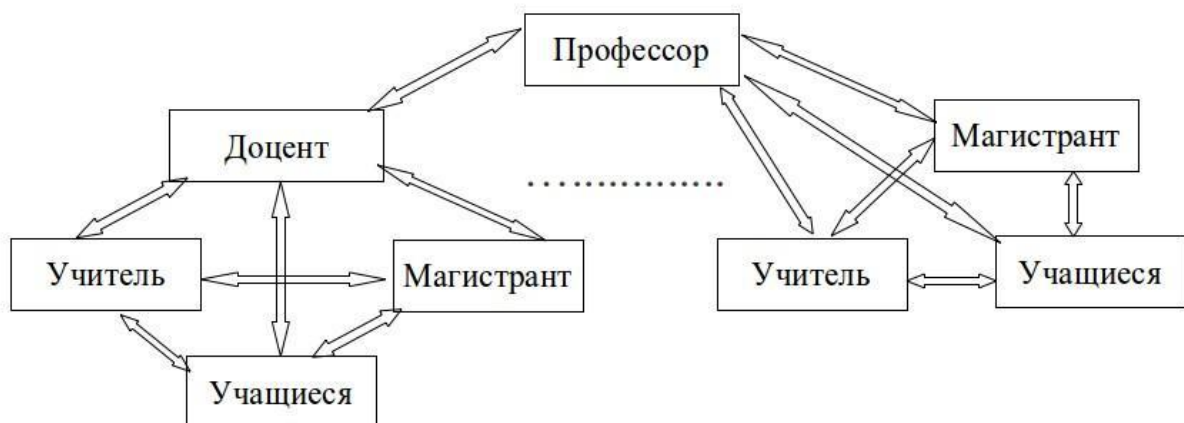 Профессор
Доцент
Магистрант
................
Учитель
Магистрант
Учитель
Учащиеся
Учащиеся